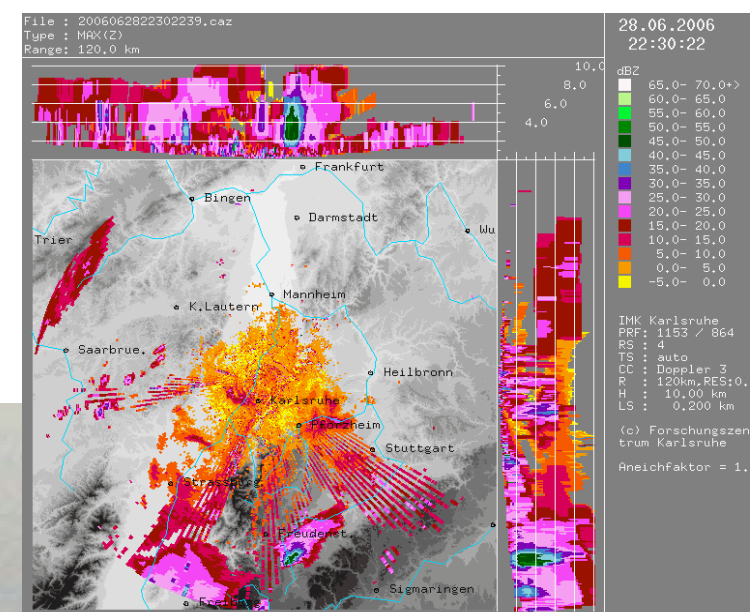 File : 2006062822302239.caz
Type : MAX(Z)
Range: 120.0 km
10.0
8.0
6.0
4.0
Frankfurt
Bingen
Darmstadt
Wu
Trier
Mannheim
K.Lautern
Saarbrue.
Heilbronn
Karlsruhe
Pforzheim
Stuttgart
Strassbrg.
Freudenst.
Sigmaringen
Freiburg
28.06.2006
22:30:22
dBZ
65.0- 70.0+>
60.0- 65.0
55.0- 60.0
50.0- 55.0
45.0- 50.0
40.0- 45.0
35.0- 40.0
30.0- 35.0
25.0- 30.0
20.0- 25.0
15.0- 20.0
10.0- 15.0
5.0- 10.0
0.0- 5.0
-5.0- 0.0
IMK Karlsruhe
PRF: 1153 / 864
RS : 4
TS : auto
CC : Doppler 3
R : 120km,RES:0.
H : 10.00 km
LS : 0.200 km
(c) Forschungszen
trum Karlsruhe
Aneichfaktor = 1.